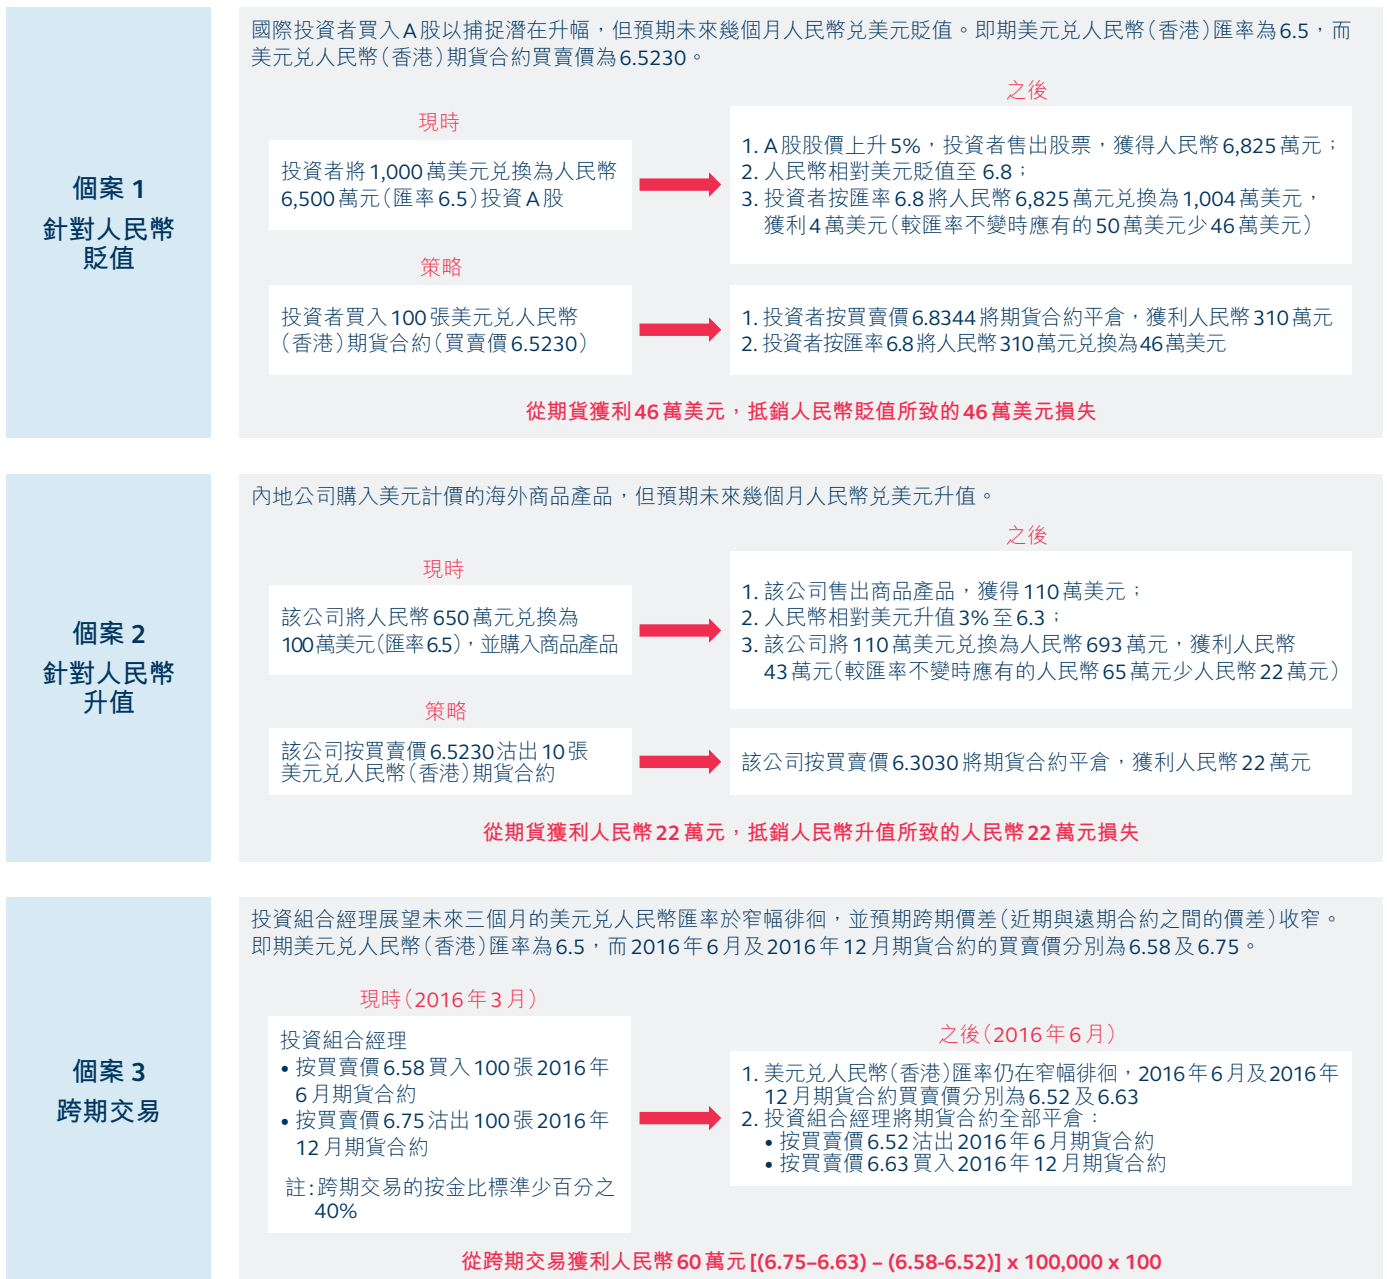 個案 1
針對人民幣
貶值
國際投資者買入A股以捕捉潛在升幅，但預期未來幾個月人民幣兌美元貶值。即期美元兌人民幣（香港）匯率為6.5，而
美元兌人民幣（香港）期貨合約買賣價為6.5230。
現時
投資者將1,000萬美元兌換為人民幣
6,500萬元（匯率6.5）投資A股
之後
1. A股股價上升5%，投資者售出股票，獲得人民幣6,825萬元；
2. 人民幣相對美元貶值至 6.8；
3. 投資者按匯率6.8將人民幣6,825萬元兌換為1,004萬美元，
獲利4萬美元（較匯率不變時應有的50萬美元少46萬美元）
策略
投資者買入100張美元兌人民幣
（香港）期貨合約（買賣價6.5230）
1. 投資者按買賣價6.8344將期貨合約平倉，獲利人民幣310萬元
2. 投資者按匯率6.8將人民幣310萬元兌換為46萬美元
從期貨獲利46萬美元，抵銷人民幣貶值所致的46萬美元損失
個案 2
針對人民幣
升值
內地公司購入美元計價的海外商品產品，但預期未來幾個月人民幣兌美元升值。
現時
該公司將人民幣650萬元兌換為
100萬美元（匯率6.5），並購入商品產品
之後
1. 該公司售出商品產品，獲得110萬美元；
2. 人民幣相對美元升值3%至6.3；
3. 該公司將110萬美元兌換為人民幣693萬元，獲利人民幣
43萬元（較匯率不變時應有的人民幣65萬元少人民幣22萬元）
策略
該公司按買賣價6.5230沽出10張
美元兌人民幣（香港）期貨合約
該公司按買賣價6.3030將期貨合約平倉，獲利人民幣22萬元
從期貨獲利人民幣22萬元，抵銷人民幣升值所致的人民幣22萬元損失
個案 3
跨期交易
投資組合經理展望未來三個月的美元兌人民幣匯率於窄幅徘徊，並預期跨期價差（近期與遠期合約之間的價差）收窄。
即期美元兌人民幣（香港）匯率為6.5，而2016年6月及2016年12月期貨合約的買賣價分別為6.58及6.75。
現時（2016年3月）
投資組合經理
• 按買賣價6.58買入100張2016年
6月期貨合約
• 按買賣價6.75沽出100張2016年
12月期貨合約
註：跨期交易的按金比標準少百分之
40%
之後（2016年6月）
1. 美元兌人民幣（香港）匯率仍在窄幅徘徊，2016年6月及2016年
12月期貨合約買賣價分別為6.52及6.63
2. 投資組合經理將期貨合約全部平倉：
• 按買賣價6.52沽出2016年6月期貨合約
• 按買賣價6.63買入2016年12月期貨合約
從跨期交易獲利人民幣60萬元[(6.75–6.63) – (6.58-6.52)] x 100,000 x 100